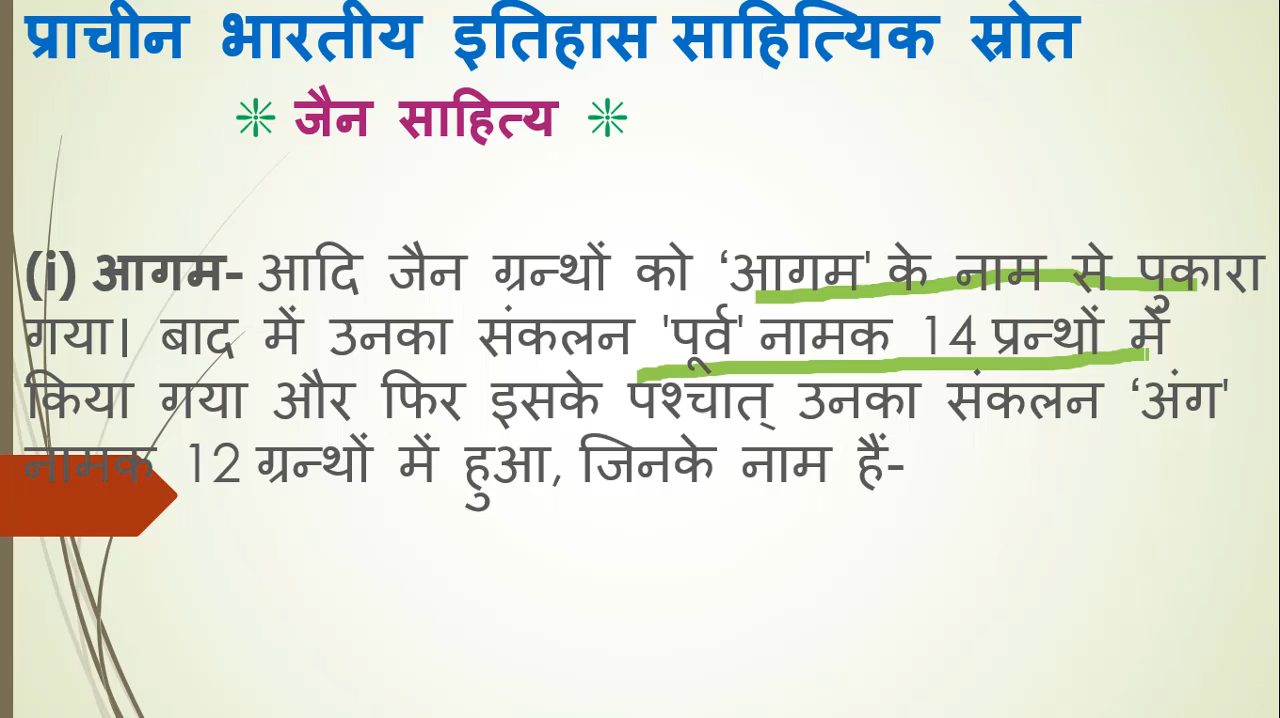 प्राचीन भारतीय इतिहास साहित्यिक स्रोत
जैन साहित्य
(i) आगम- आदि जैन ग्रन्थों को ‘आगम' के नाम से पुकारा
गया। बाद में उनका संकलन 'पूर्व' नामक 14 प्रन्थों में
किया गया और फिर इसके पश्चात् उनका संकलन ‘अंग'
नामक 12 ग्रन्थों में हुआ, जिनके नाम हैं-